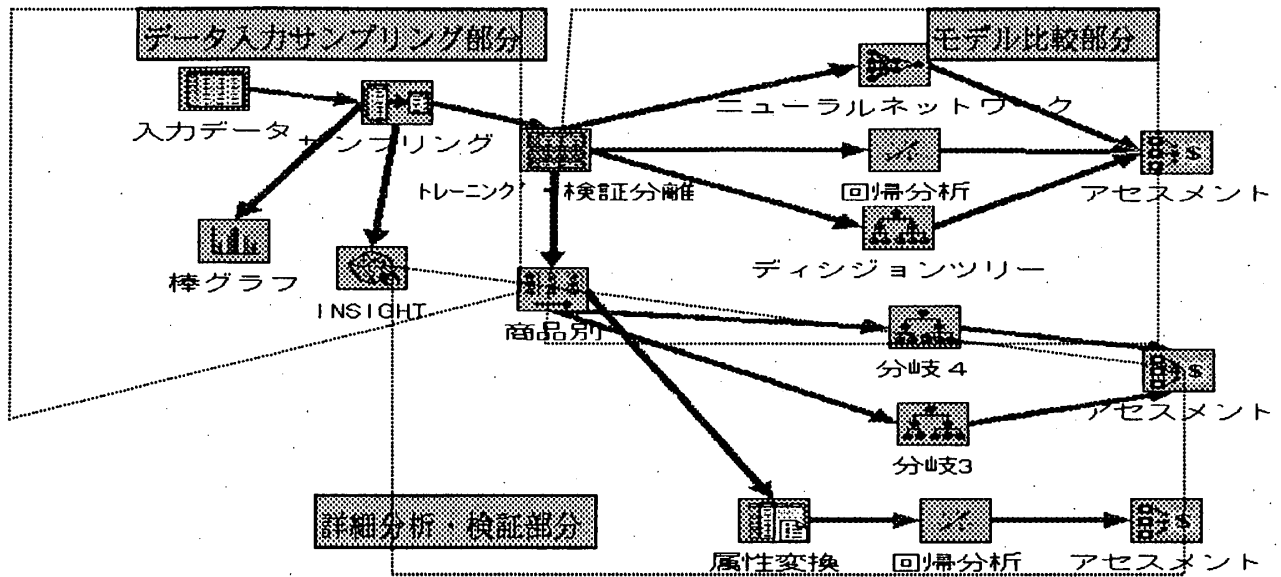 データ入力サンプリング部分
モデル比較部分
入力データ
サンプリング
ニューラルネットワーク
トレーニング・検証分離
回帰分析
アセスメント
棒グラフ
INSIGHT
ディシジョンツリー
商品別
分岐4
アセスメント
分岐3
詳細分析・検証部分
属性変換
回帰分析
アセスメント